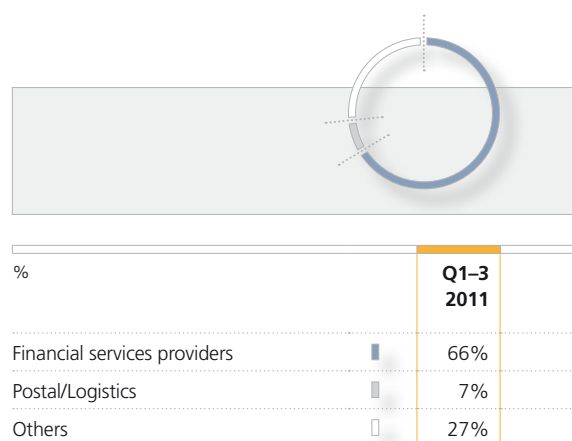 % Q1–3
2011
Financial services providers 66%
Postal/Logistics 7%
Others 27%